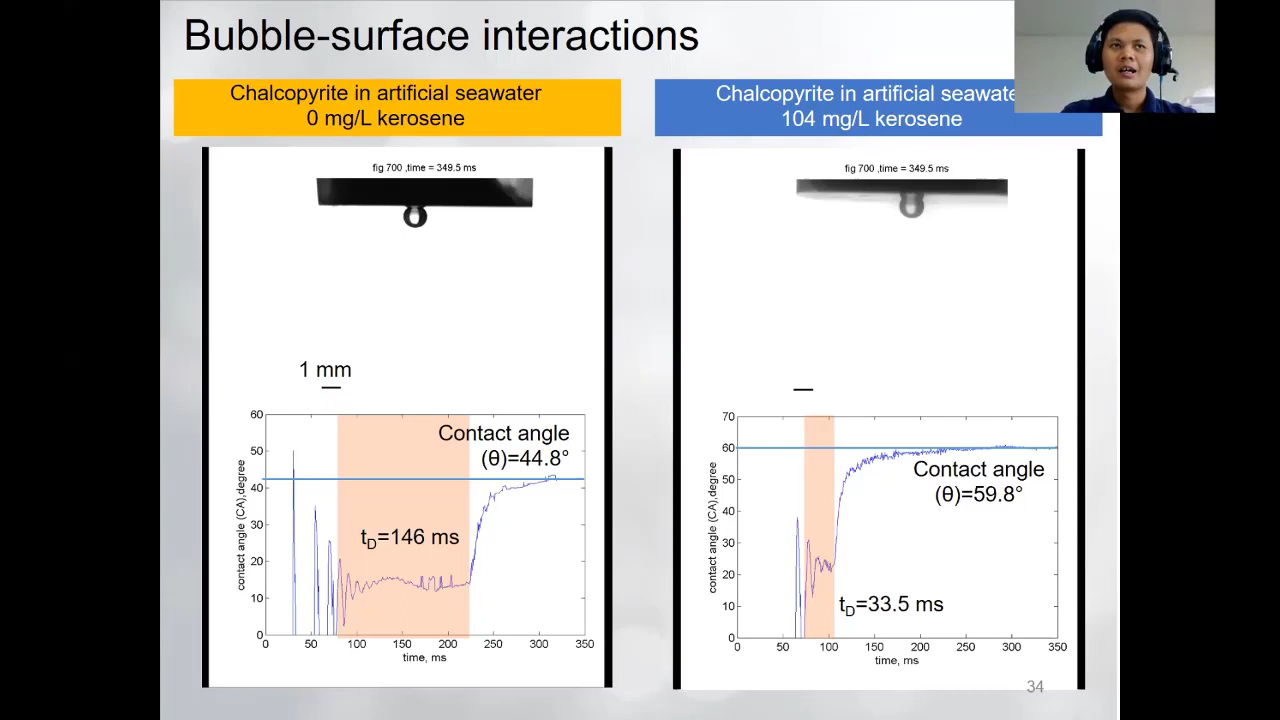 Bubble-surface interactions
Chalcopyrite in artificial seawater
0 mg/L kerosene
Chalcopyrite in artificial seawate
104 mg/L kerosene
fig 700 ,time = 349.5 ms
1 mm
60
50
40
30
20
10
0
contact angle (CA),degree
Contact angle
(θ)=44.8°
tD=146 ms
0 50 100 150 200 250 300 350
time, ms
fig 700 ,time = 349.5 ms
70
60
50
40
30
20
10
0
contact angle (CA),degree
Contact angle
(θ)=59.8°
tD=33.5 ms
0 50 100 150 200 250 300 350
time, ms
34